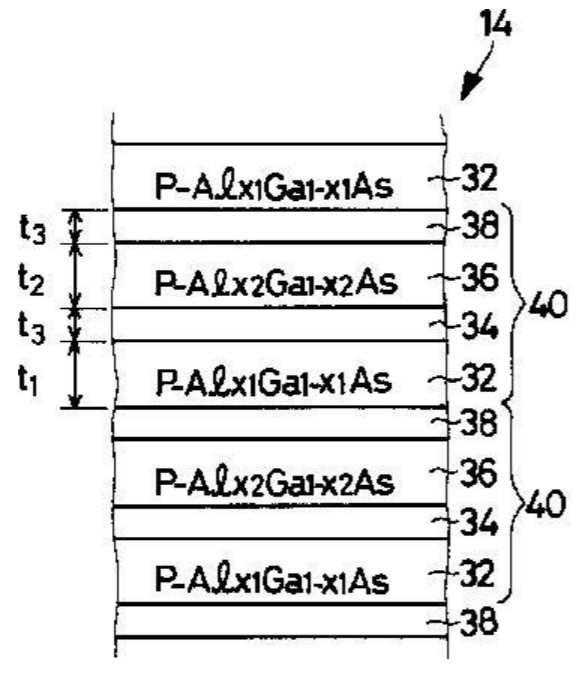 14
P-Alx1Ga1-x1As 32
t3 38
t2 P-Alx2Ga1-x2As 36
40
t3 34
t1 P-Alx1Ga1-x1As 32
38
P-Alx2Ga1-x2As 36
40
34
P-Alx1Ga1-x1As 32
38